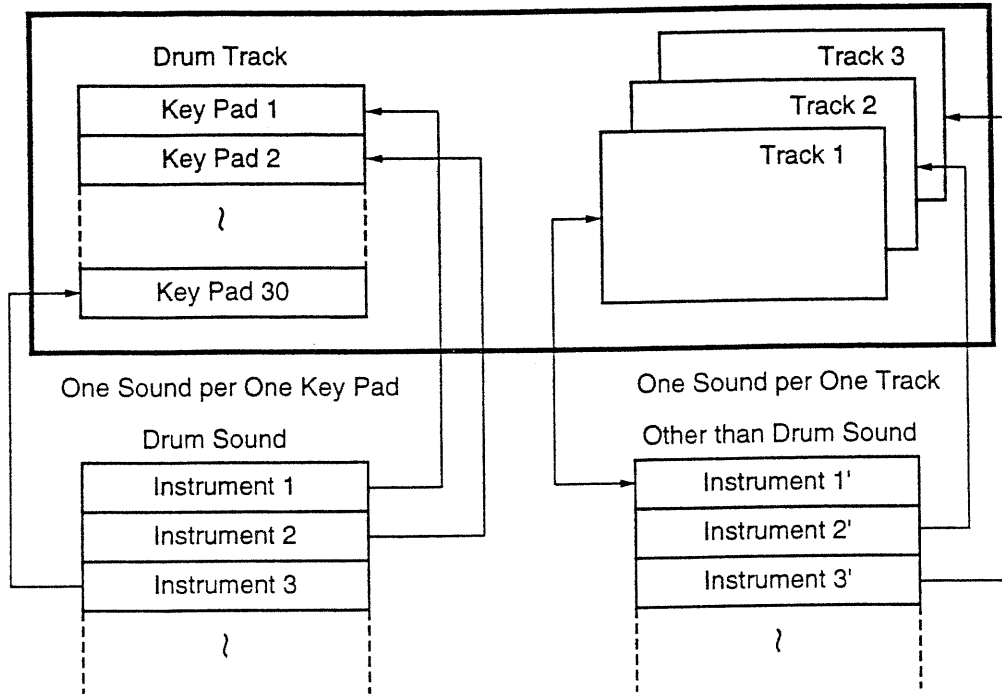 Drum Track
Key Pad 1
Key Pad 2
Key Pad 30
Track 3
Track 2
Track 1
One Sound per One Key Pad
One Sound per One Track
Drum Sound
Instrument 1
Instrument 2
Instrument 3
Other than Drum Sound
Instrument 1'
Instrument 2'
Instrument 3'